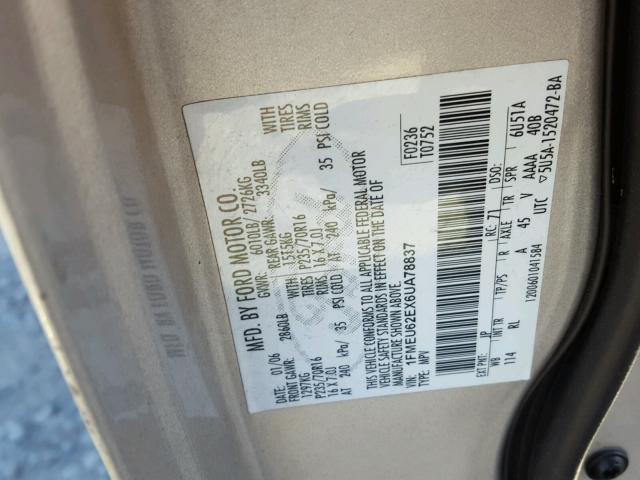 MFD. BY FORD MOTOR CO.
01/06 GVWR: 6010LB/ 2726KG
FRONT GAWR: 2860LB REAR GAWR: 3340LB
1297KG 1515KG WITH
P235/70R16 TIRES P235/70R16 TIRES
16 X 7.0J RIMS 16 X 7.0J RIMS
AT 240 kPa/ 35 PSI COLD AT 240 kPa/ 35 PSI COLD
THIS VEHICLE CONFORMS TO ALL APPLICABLE FEDERAL MOTOR
VEHICLE SAFETY STANDARDS IN EFFECT ON THE DATE OF
MANUFACTURE SHOWN ABOVE.
VIN: 1FMEU62EX6UA78837 F0236
TYPE: MPV T0752
EXT PNT: JP RC: 71 DSO:
WB INT TR TP/PS R AXLE TR SPR 6U51A
114 RL A 45 V AAAA 40B
1200601041584 UTC ▽5U5A-1520472-BA